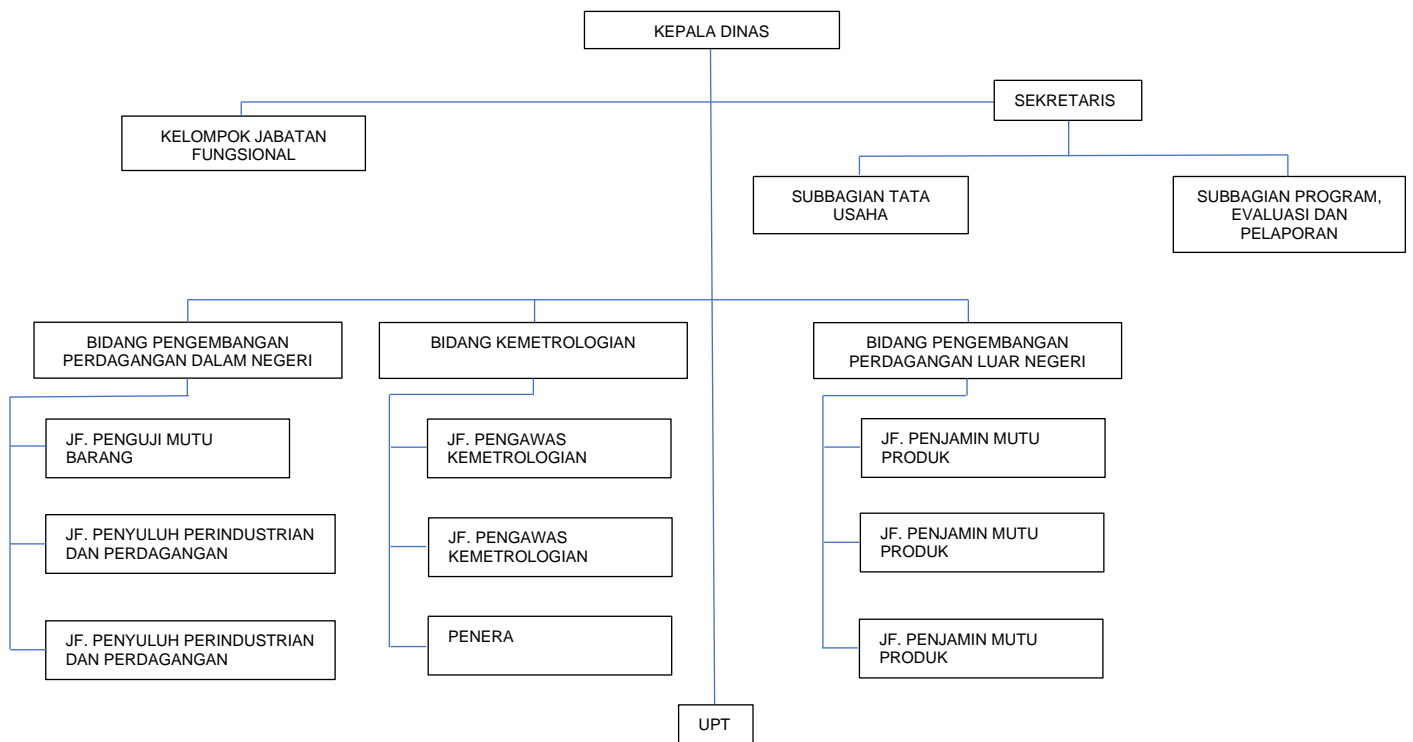 KEPALA DINAS
SEKRETARIS
KELOMPOK JABATAN
FUNGSIONAL
SUBBAGIAN TATA
USAHA
SUBBAGIAN PROGRAM,
EVALUASI DAN
PELAPORAN
BIDANG PENGEMBANGAN
PERDAGANGAN DALAM NEGERI
BIDANG KEMETROLOGIAN
BIDANG PENGEMBANGAN
PERDAGANGAN LUAR NEGERI
JF. PENGUJI MUTU
BARANG
JF. PENGAWAS
KEMETROLOGIAN
JF. PENJAMIN MUTU
PRODUK
JF. PENYULUH PERINDUSTRIAN
DAN PERDAGANGAN
JF. PENGAWAS
KEMETROLOGIAN
JF. PENJAMIN MUTU
PRODUK
JF. PENYULUH PERINDUSTRIAN
DAN PERDAGANGAN
PENERA
JF. PENJAMIN MUTU
PRODUK
UPT